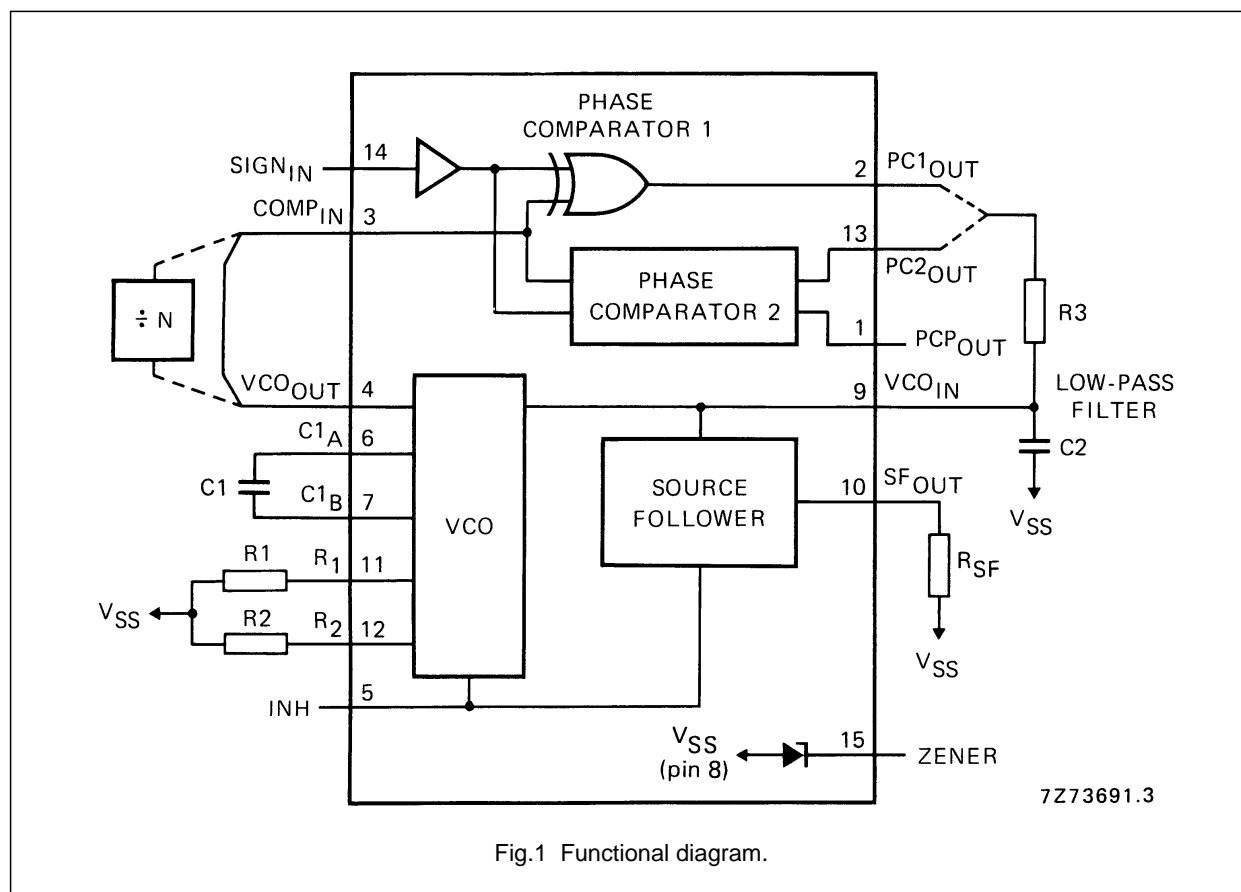 PHASE
COMPARATOR 1
SIGN_IN
14
2
PC1_OUT
COMP_IN
3
13
PC2_OUT
÷ N
PHASE
COMPARATOR 2
R3
1
PCP_OUT
VCO_OUT
4
9
VCO_IN
LOW-PASS
FILTER
C1_A
6
C2
C1
C1_B
7
VCO
SOURCE
FOLLOWER
10
SF_OUT
V_SS
R1
R_1
11
R_SF
V_SS
R2
R_2
12
V_SS
INH
5
V_SS
(pin 8)
15
ZENER
7Z73691.3
Fig.1 Functional diagram.